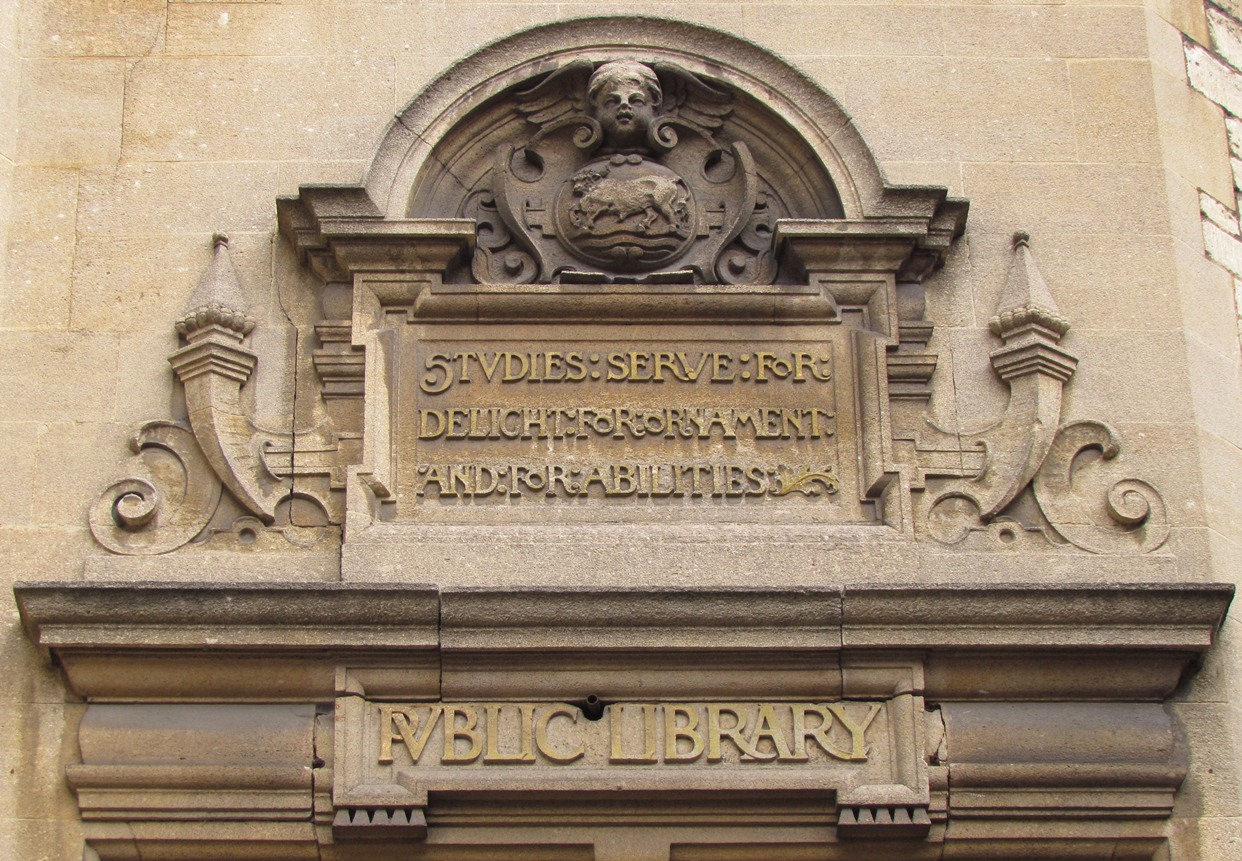 STVDIES: SERVE: FOR:
DELIGHT: FOR: ORNAMENT:
AND: FOR: ABILITIES:
PVBLIC LIBRARY